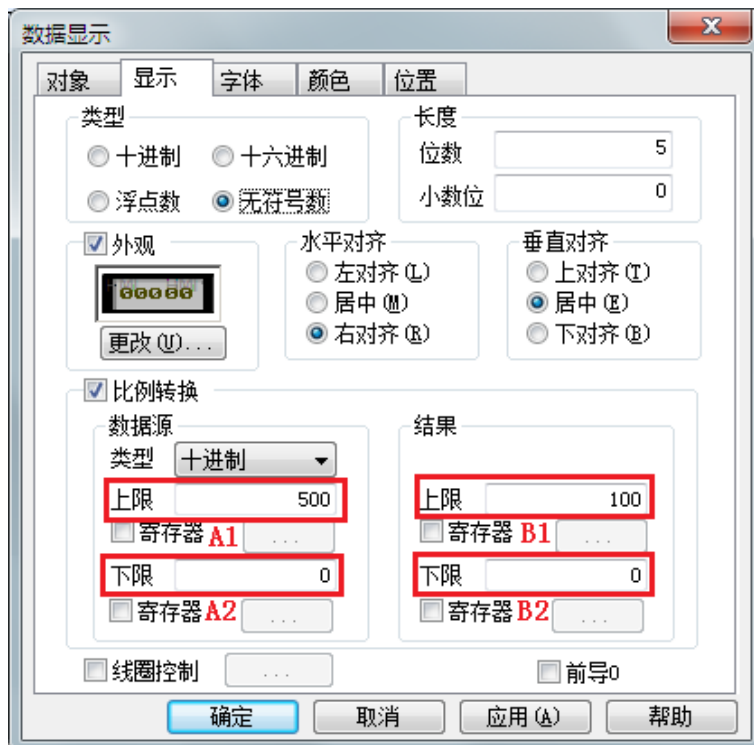 数据显示
对象 显示 字体 颜色 位置
类型
十进制 十六进制
浮点数 无符号数
长度
位数 5
小数位 0
外观
00000
更改(U)...
水平对齐
左对齐(L)
居中(M)
右对齐(R)
垂直对齐
上对齐(T)
居中(E)
下对齐(B)
比例转换
数据源
类型 十进制
上限 500
寄存器 A1 ...
下限 0
寄存器 A2 ...
结果
上限 100
寄存器 B1 ...
下限 0
寄存器 B2 ...
线圈控制 ... 前导0
确定 取消 应用(A) 帮助